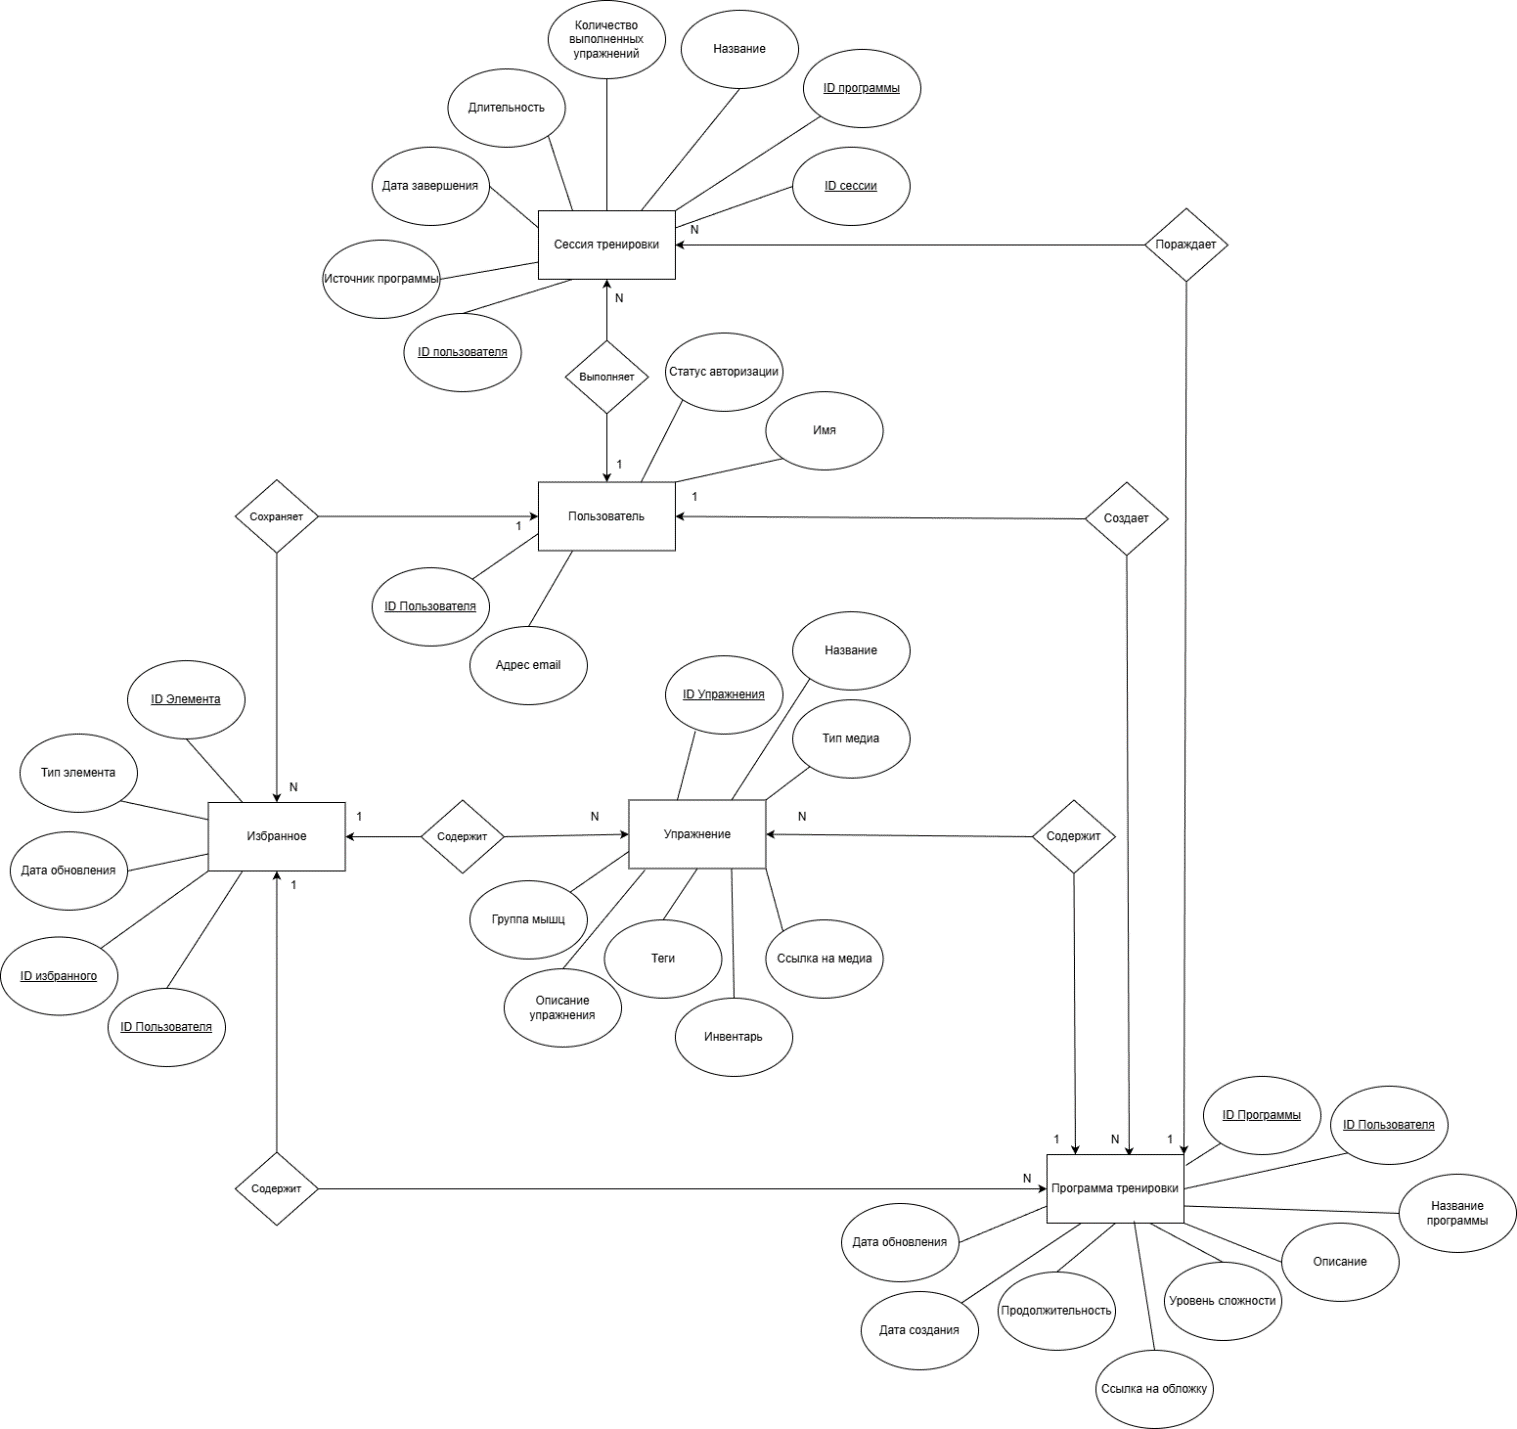 Количество
выполненных
упражнений
Название
ID программы
Длительность
Дата завершения
ID сессии
Сессия тренировки
N
Пораждает
Источник программы
N
ID пользователя
Выполняет
Статус авторизации
Имя
1
Сохраняет
1
Пользователь
1
Создает
ID Пользователя
Адрес email
Название
ID Упражнения
ID Элемента
Тип медиа
Тип элемента
N
Избранное
1
Содержит
N
Упражнение
N
Содержит
Дата обновления
1
Группа мышц
Теги
Ссылка на медиа
ID избранного
Описание
упражнения
ID Пользователя
Инвентарь
ID Программы
ID Пользователя
1
N
1
Содержит
N
Программа тренировки
Название
программы
Дата обновления
Описание
Уровень сложности
Продолжительность
Дата создания
Ссылка на обложку